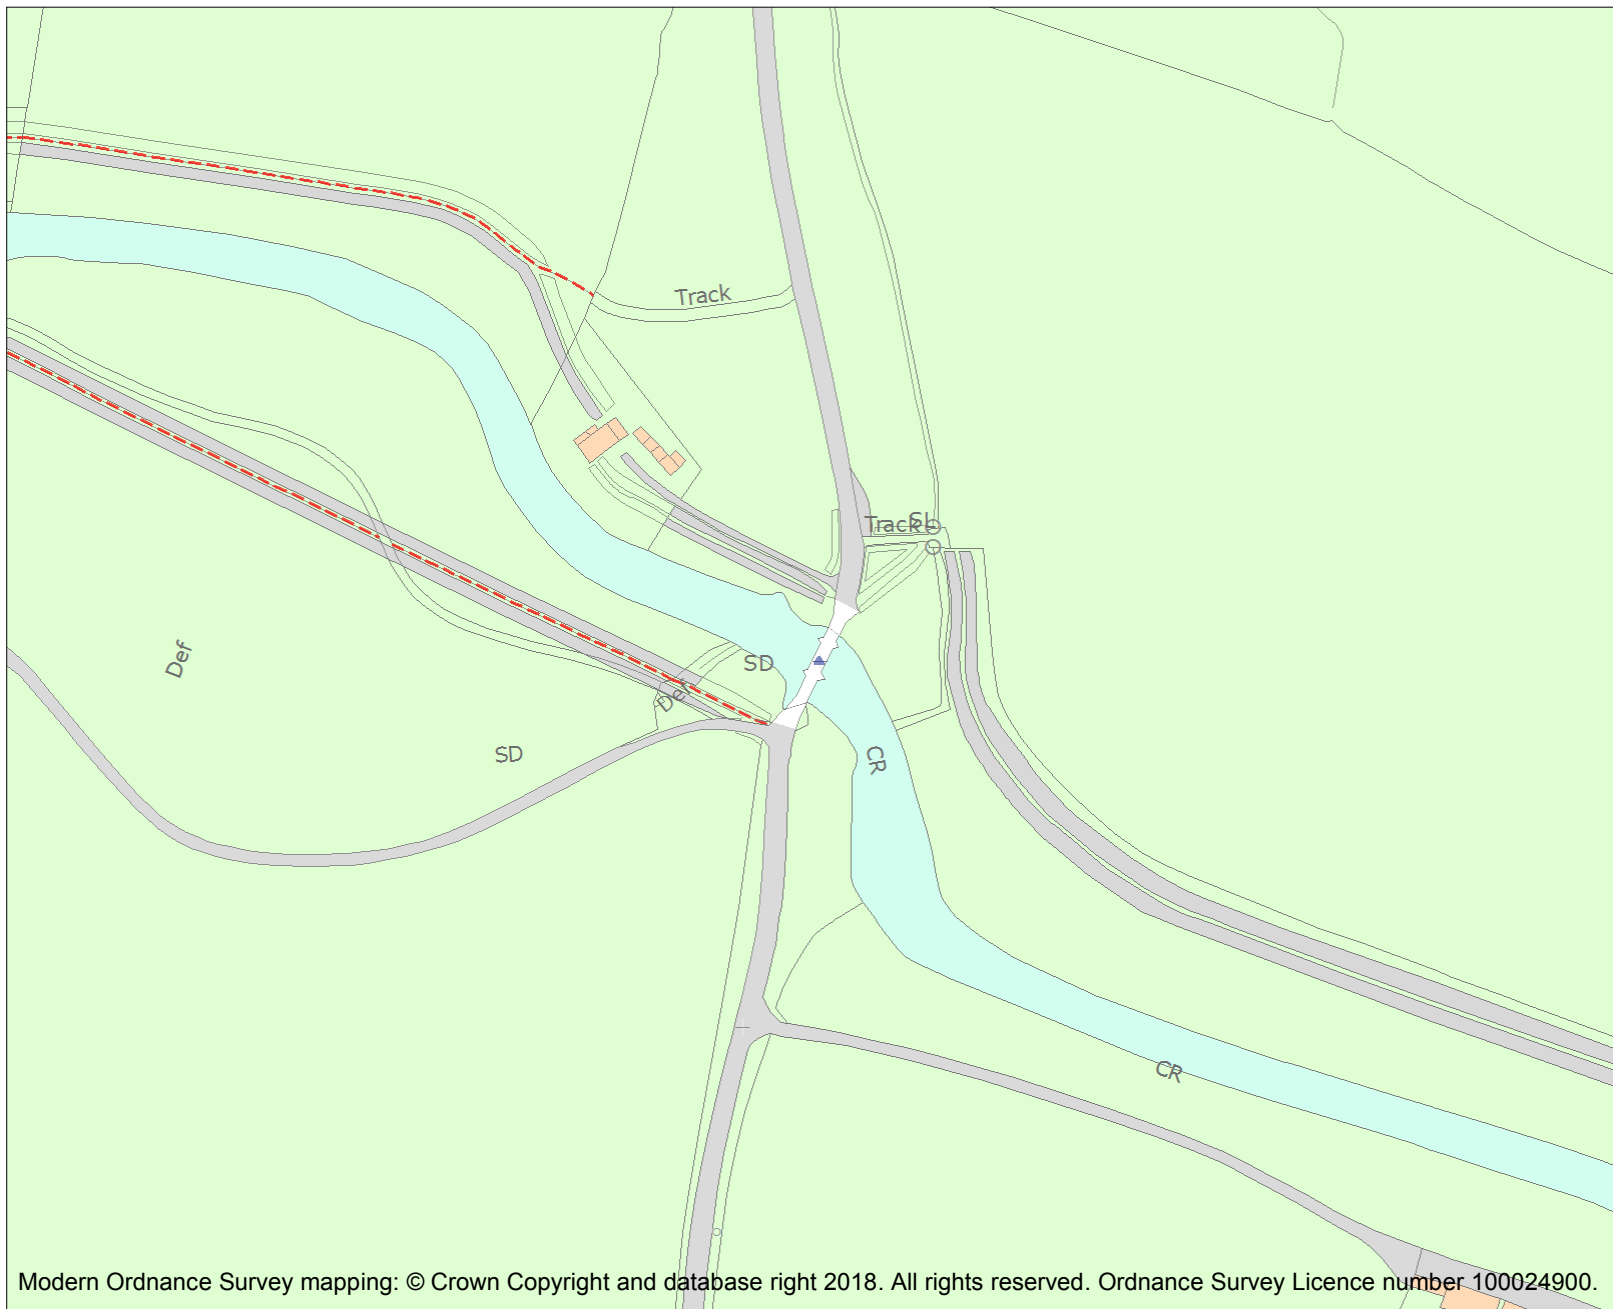 Track
Track
SL
Def
SD
Def
SD
CR
CR
Modern Ordnance Survey mapping: © Crown Copyright and database right 2018. All rights reserved. Ordnance Survey Licence number 100024900.